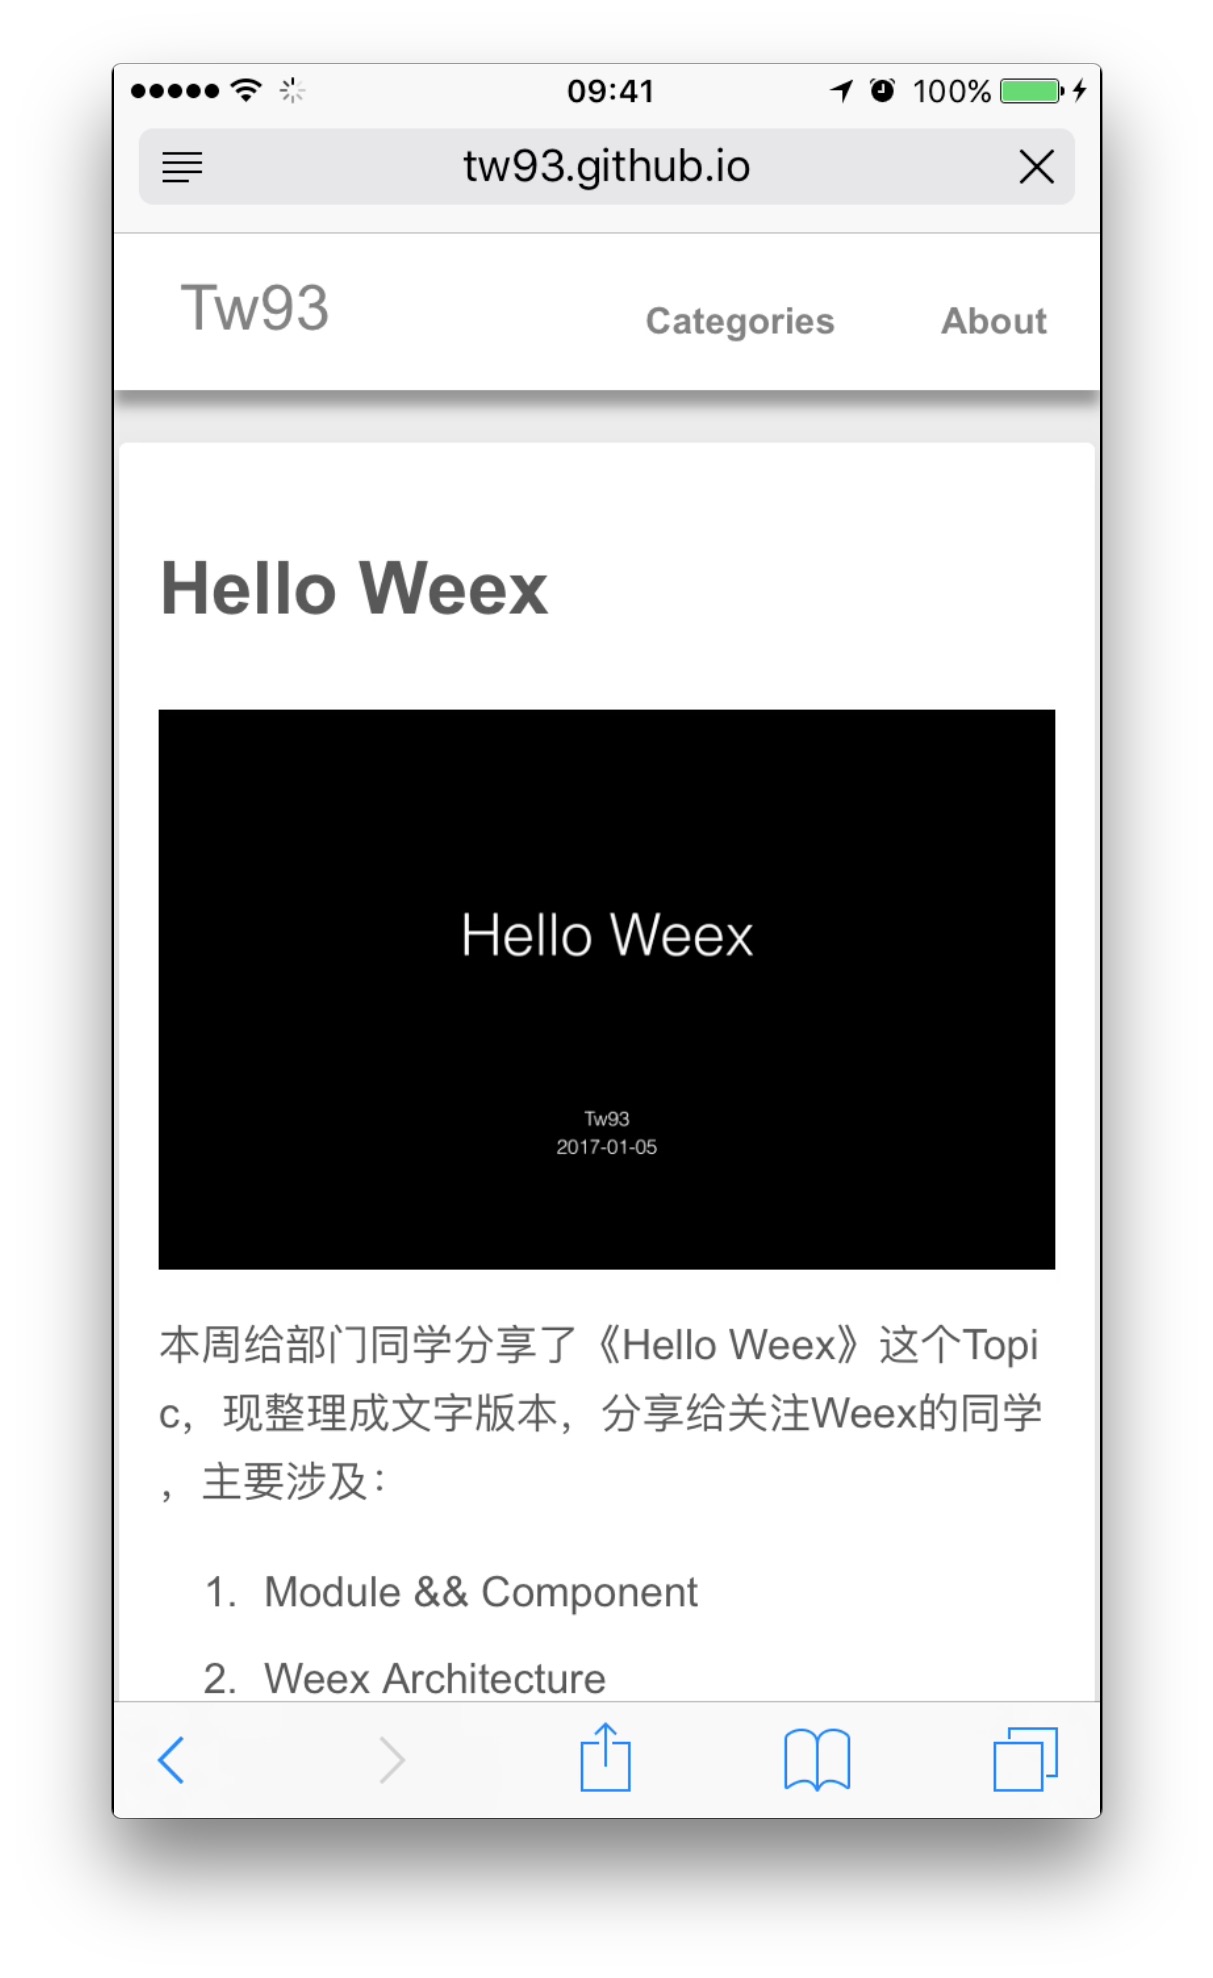 09:41
100%
tw93.github.io
Tw93
Categories
About
Hello Weex
Hello Weex
Tw93
2017-01-05
本周给部门同学分享了《Hello Weex》这个Topi
c，现整理成文字版本，分享给关注Weex的同学
，主要涉及：
1. Module && Component
2. Weex Architecture